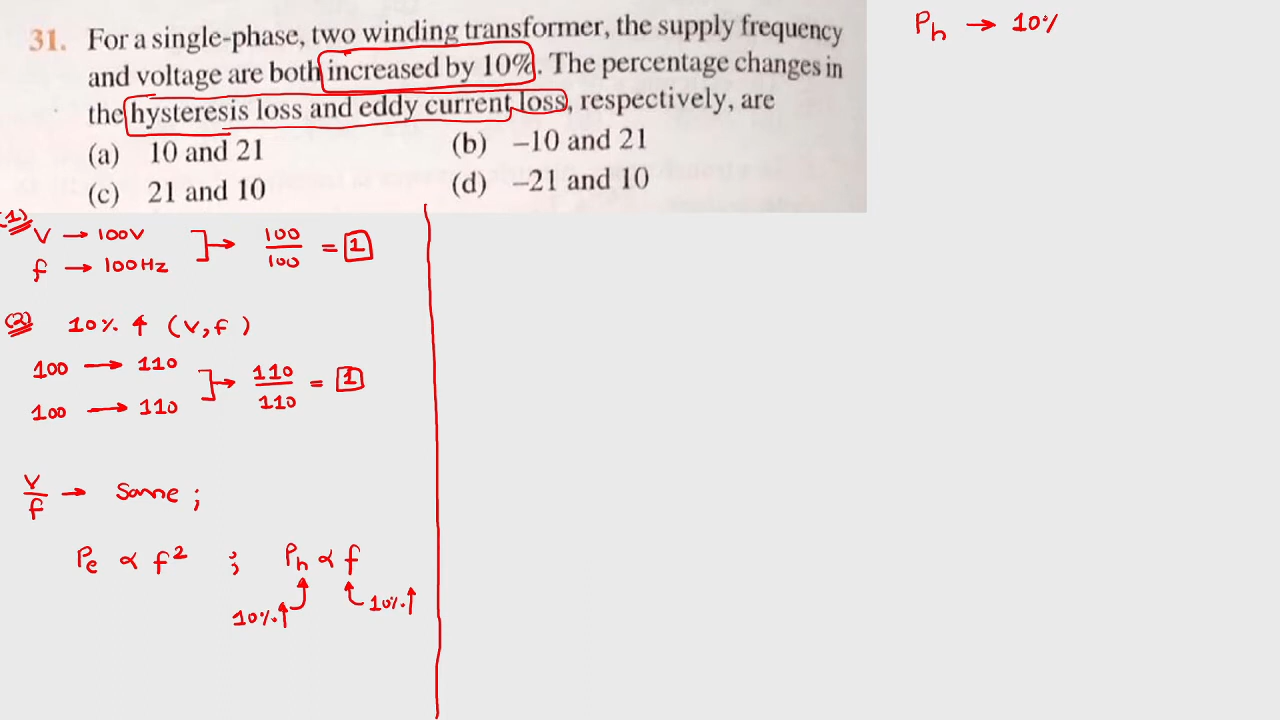 31. For a single-phase, two winding transformer, the supply frequency
and voltage are both increased by 10%. The percentage changes in
the hysteresis loss and eddy current loss, respectively, are
(a) 10 and 21 (b) –10 and 21
(c) 21 and 10 (d) –21 and 10
Ph → 10%
(1)
V → 100V
f → 100Hz
100/100 = 1
(2) 10% ↑ (V,f)
100 → 110
100 → 110
110/110 = 1
V/f → Same ;
Pe ∝ f² ; Ph ∝ f
10%↑ 10%↑